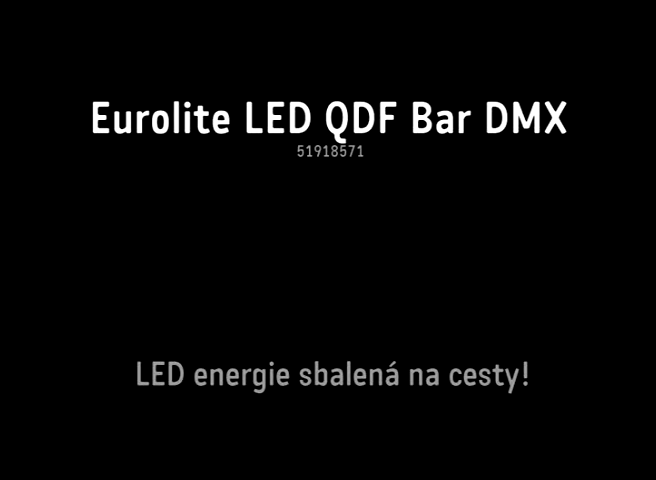 Eurolite LED QDF Bar DMX
51918571
LED energie sbalená na cesty!